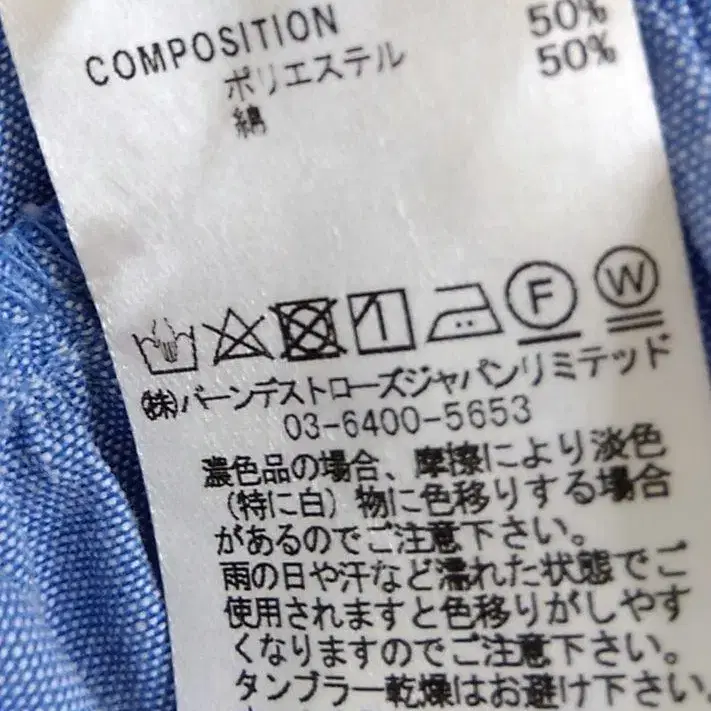 COMPOSITION
ポリエステル 50%
綿 50%
F W
㈱バーンデストローズジャパンリミテッド
03-6400-5653
濃色品の場合、摩擦により淡色
(特に白)物に色移りする場合
があるのでご注意下さい。
雨の日や汗など濡れた状態でご
使用されますと色移りがしやす
くなりますのでご注意下さい。
タンブラー乾燥はお避け下さい。